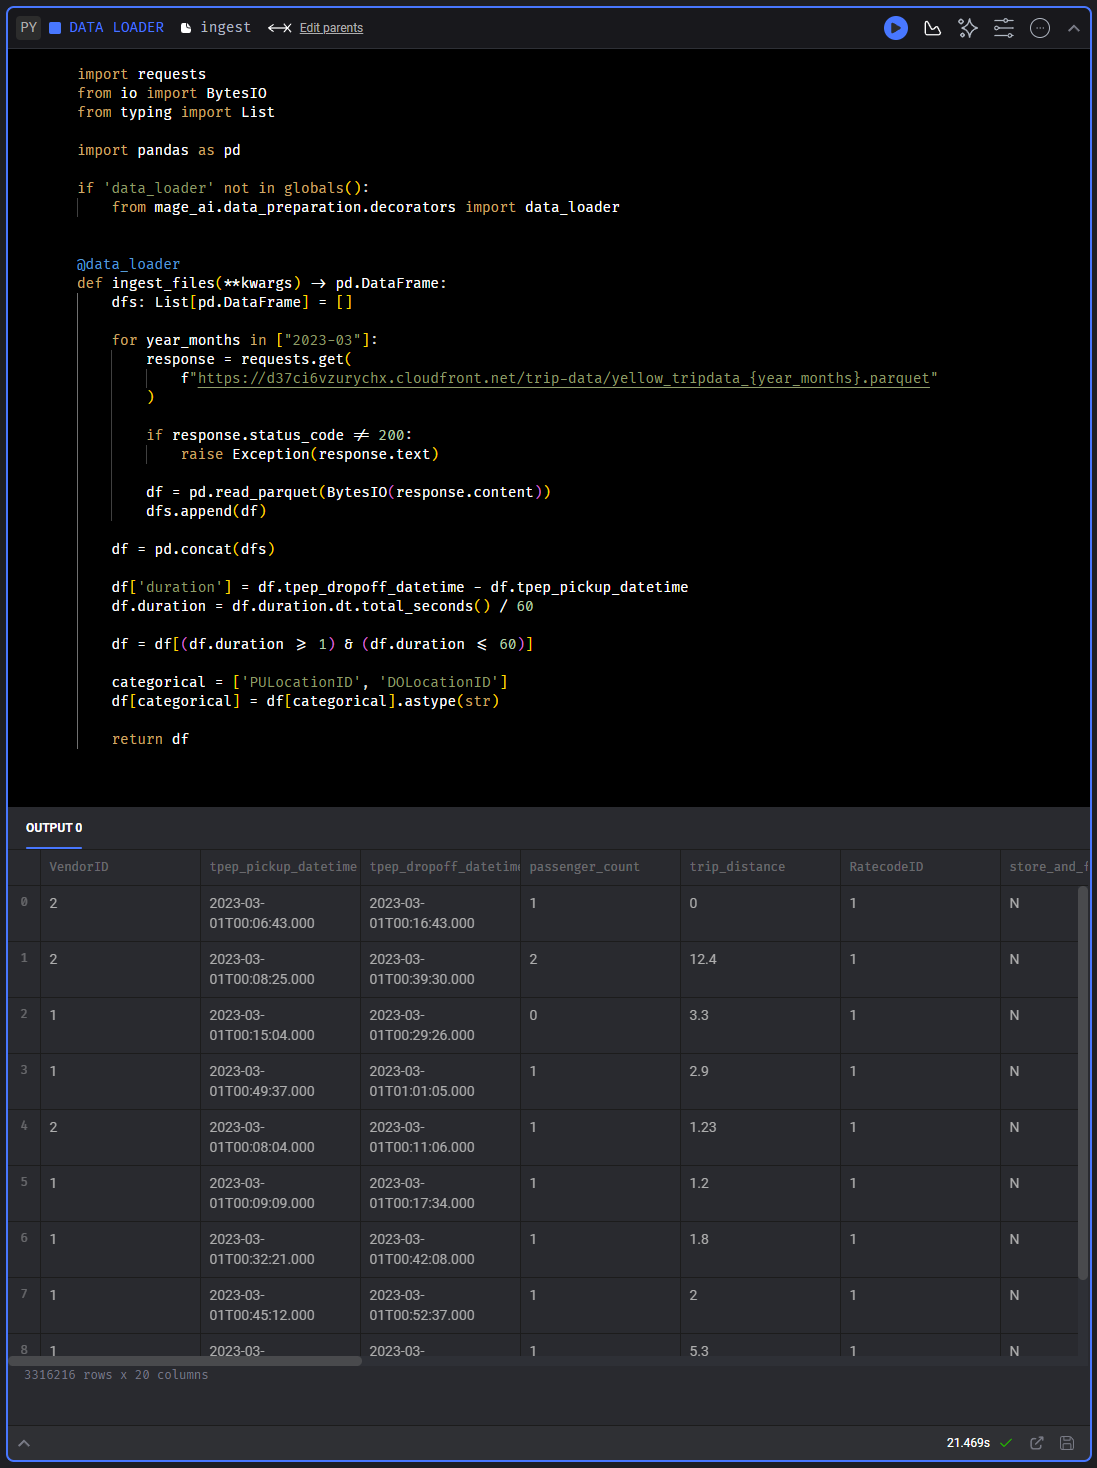 PY DATA LOADER ingest Edit parents
import requests
from io import BytesIO
from typing import List
import pandas as pd
if 'data_loader' not in globals():
from mage_ai.data_preparation.decorators import data_loader
@data_loader
def ingest_files(**kwargs) -> pd.DataFrame:
dfs: List[pd.DataFrame] = []
for year_months in ["2023-03"]:
response = requests.get(
f"https://d37ci6vzurychx.cloudfront.net/trip-data/yellow_tripdata_{year_months}.parquet"
)
if response.status_code != 200:
raise Exception(response.text)
df = pd.read_parquet(BytesIO(response.content))
dfs.append(df)
df = pd.concat(dfs)
df['duration'] = df.tpep_dropoff_datetime - df.tpep_pickup_datetime
df.duration = df.duration.dt.total_seconds() / 60
df = df[(df.duration >= 1) & (df.duration <= 60)]
categorical = ['PULocationID', 'DOLocationID']
df[categorical] = df[categorical].astype(str)
return df
OUTPUT 0
VendorID tpep_pickup_datetime tpep_dropoff_datetime passenger_count trip_distance RatecodeID store_and_f
0 2 2023-03- 2023-03- 1 0 1 N
01T00:06:43.000 01T00:16:43.000
1 2 2023-03- 2023-03- 2 12.4 1 N
01T00:08:25.000 01T00:39:30.000
2 1 2023-03- 2023-03- 0 3.3 1 N
01T00:15:04.000 01T00:29:26.000
3 1 2023-03- 2023-03- 1 2.9 1 N
01T00:49:37.000 01T01:01:05.000
4 2 2023-03- 2023-03- 1 1.23 1 N
01T00:08:04.000 01T00:11:06.000
5 1 2023-03- 2023-03- 1 1.2 1 N
01T00:09:09.000 01T00:17:34.000
6 1 2023-03- 2023-03- 1 1.8 1 N
01T00:32:21.000 01T00:42:08.000
7 1 2023-03- 2023-03- 1 2 1 N
01T00:45:12.000 01T00:52:37.000
8 1 2023-03- 2023-03- 1 5.3 1 N
3316216 rows x 20 columns
21.469s